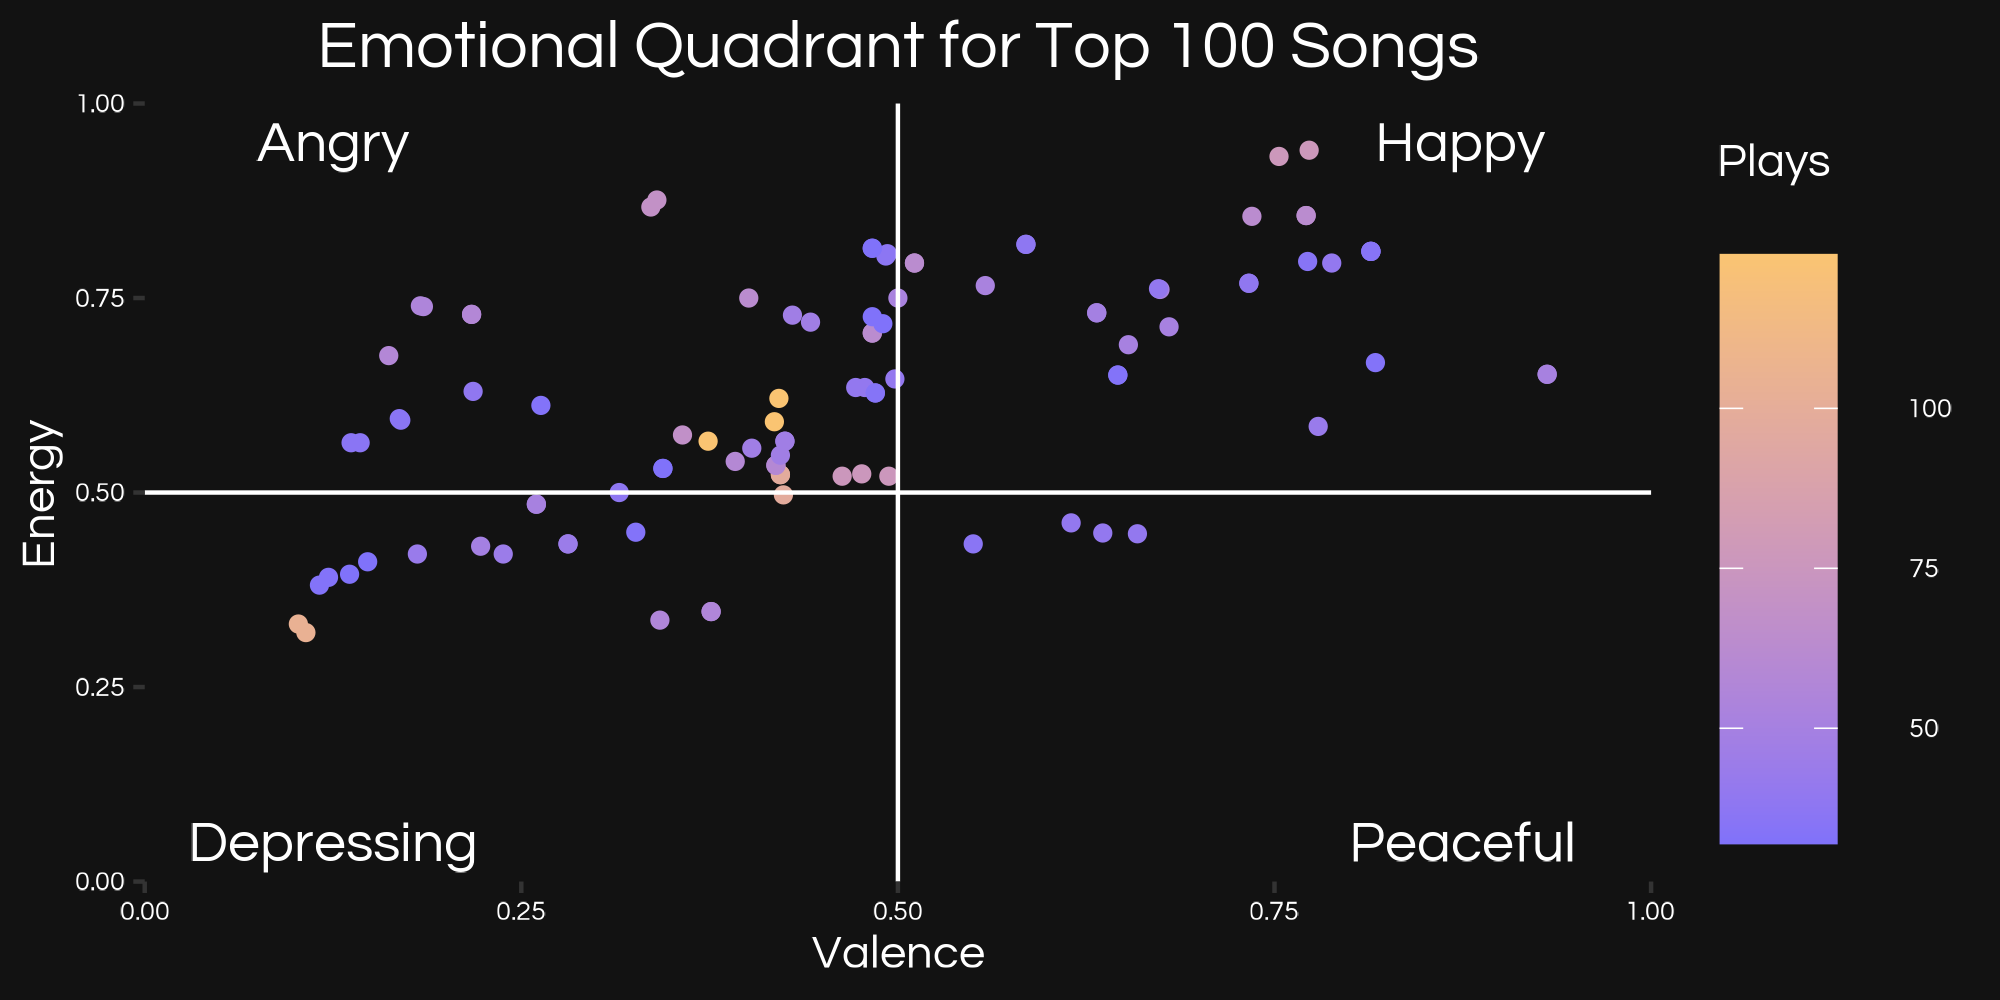 Emotional Quadrant for Top 100 Songs
Angry
Happy
Depressing
Peaceful
Energy
1.00
0.75
0.50
0.25
0.00
0.00
0.25
0.50
0.75
1.00
Valence
Plays
100
75
50